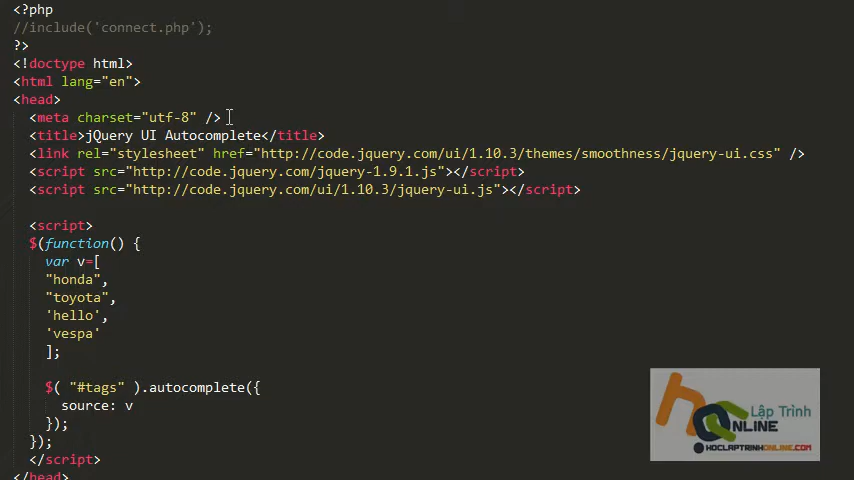 <?php
//include('connect.php');
?>
<!doctype html>
<html lang="en">
<head>
<meta charset="utf-8" />
<title>jQuery UI Autocomplete</title>
<link rel="stylesheet" href="http://code.jquery.com/ui/1.10.3/themes/smoothness/jquery-ui.css" />
<script src="http://code.jquery.com/jquery-1.9.1.js"></script>
<script src="http://code.jquery.com/ui/1.10.3/jquery-ui.js"></script>
<script>
$(function() {
var v=[
"honda",
"toyota",
'hello',
'vespa'
];
$( "#tags" ).autocomplete({
source: v
});
});
</script>
</head>
Lập Trình
ONLINE
HOCLAPTRINHONLINE.COM